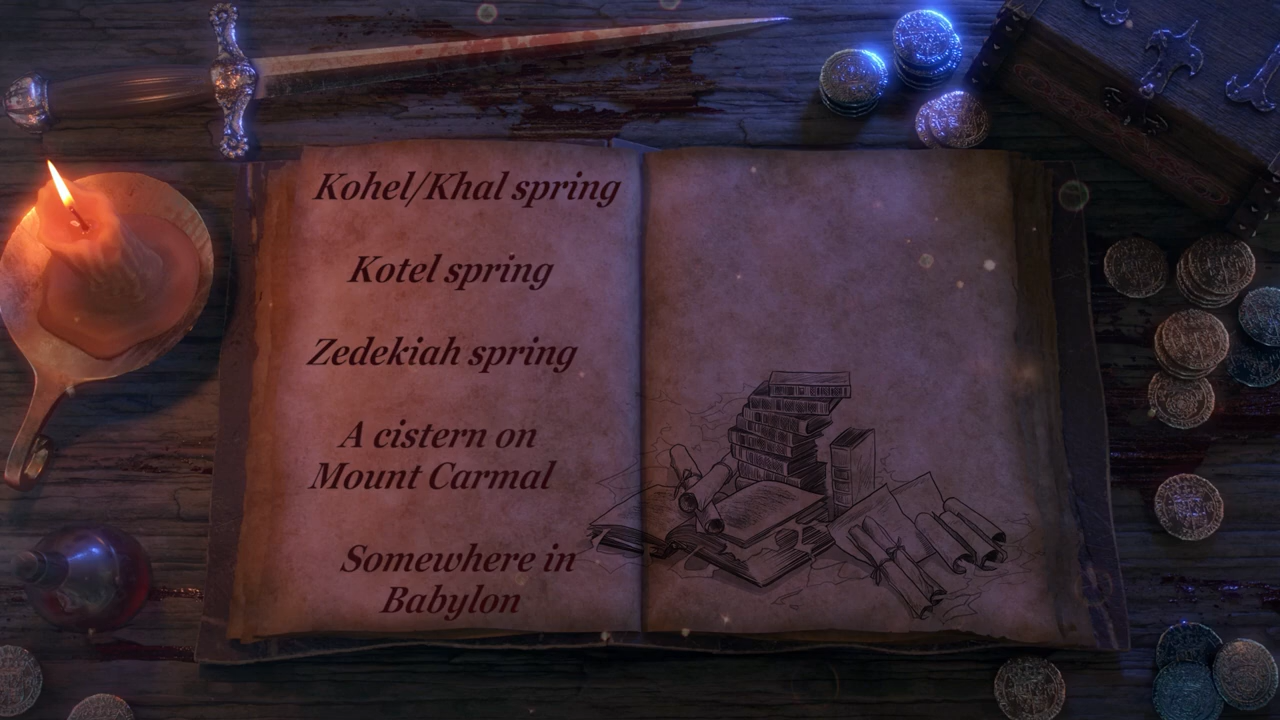 Kohel/Khal spring
Kotel spring
Zedekiah spring
A cistern on
Mount Carmal
Somewhere in
Babylon